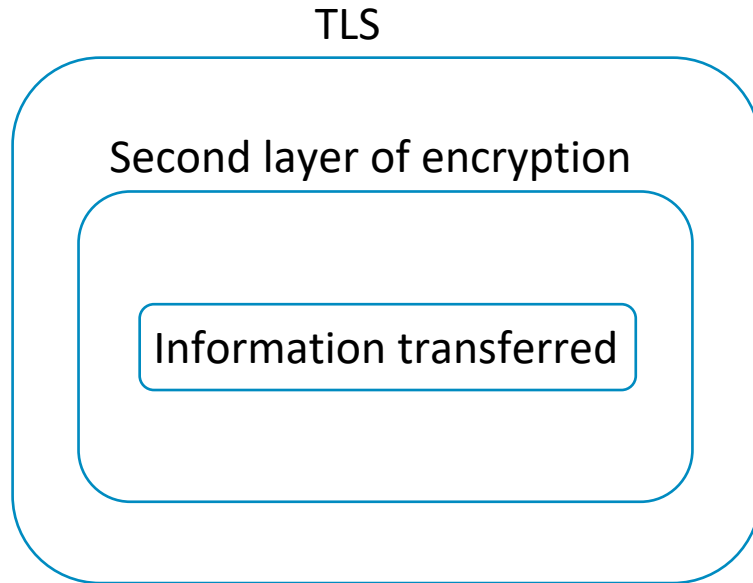 TLS
Second layer of encryption
Information transferred